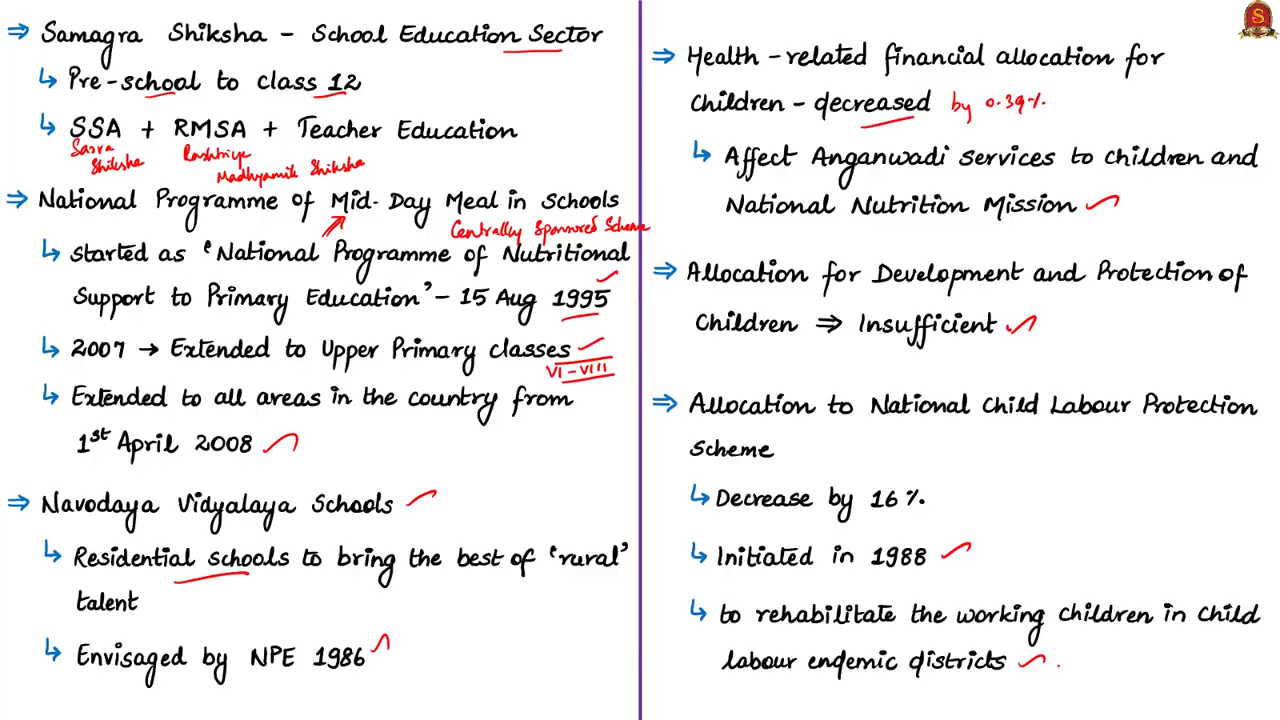 ⇒ Samagra Shiksha - School Education Sector
↳ Pre-school to class 12
↳ SSA + RMSA + Teacher Education
Sarva Shiksha
Rashtriya Madhyamik Shiksha
⇒ National Programme of Mid-Day Meal in Schools
Centrally Sponsored Scheme
↳ started as 'National Programme of Nutritional
Support to Primary Education' - 15 Aug 1995
↳ 2007 → Extended to Upper Primary classes
VI - VIII
↳ Extended to all areas in the country from
1st April 2008
⇒ Navodaya Vidyalaya Schools
↳ Residential schools to bring the best of 'rural'
talent
↳ Envisaged by NPE 1986
⇒ Health-related financial allocation for
children - decreased by 0.39%
↳ Affect Anganwadi services to children and
National Nutrition Mission
⇒ Allocation for Development and Protection of
Children ⇒ Insufficient
⇒ Allocation to National Child Labour Protection
Scheme
↳ Decrease by 16%
↳ Initiated in 1988
↳ to rehabilitate the working children in child
labour endemic districts